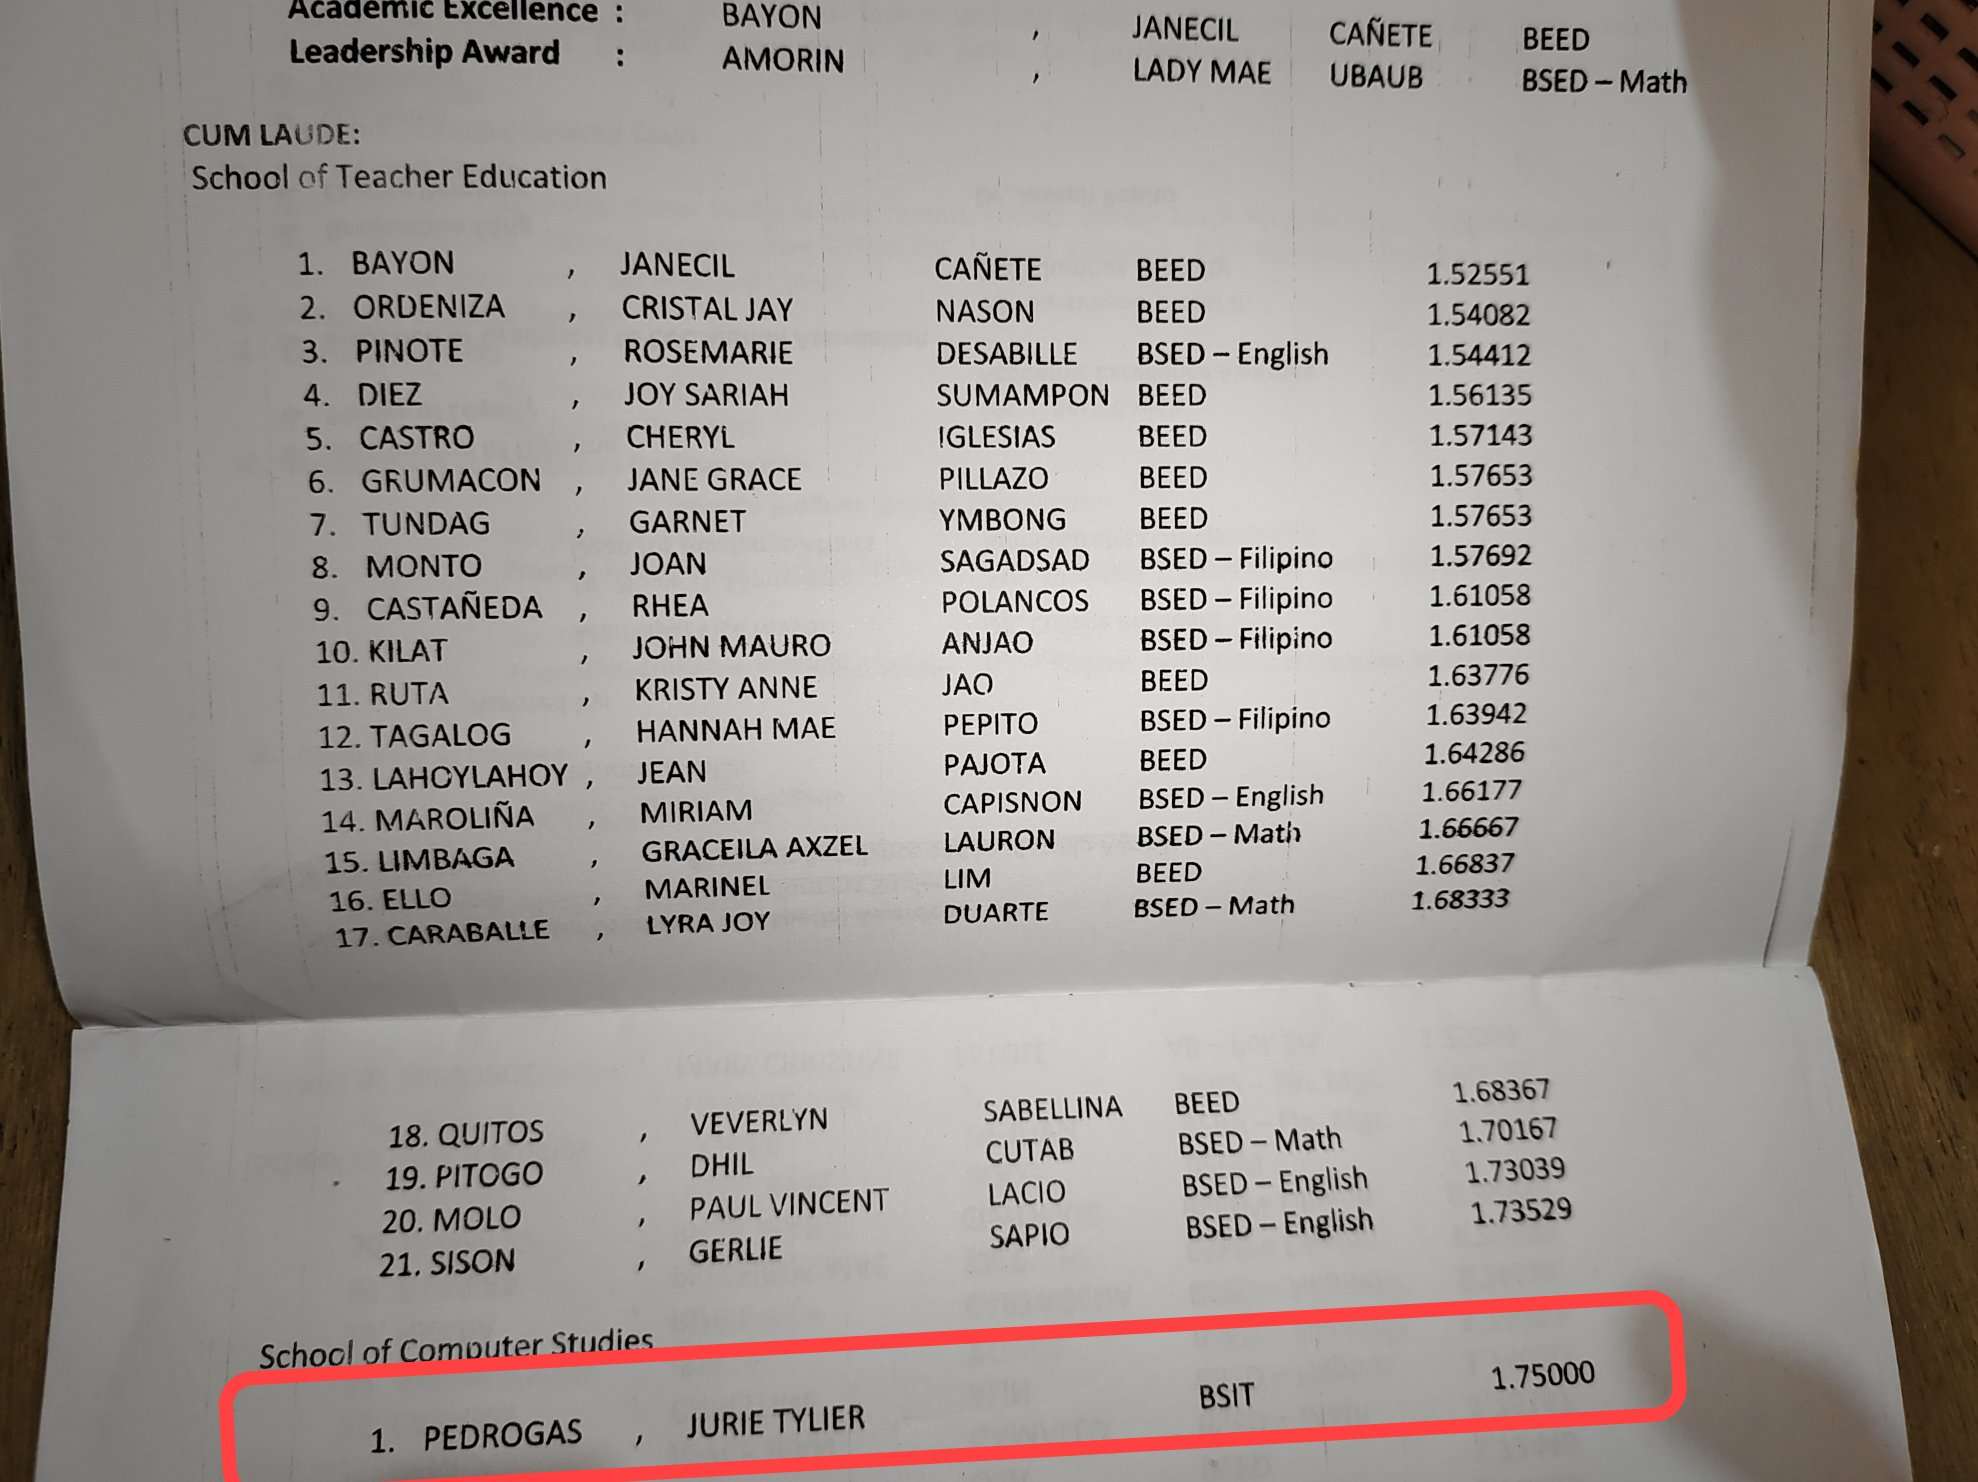 Academic Excellence : BAYON , JANECIL CAÑETE BEED
Leadership Award : AMORIN , LADY MAE UBAUB BSED – Math
CUM LAUDE:
School of Teacher Education
1. BAYON , JANECIL CAÑETE BEED 1.52551
2. ORDENIZA , CRISTAL JAY NASON BEED 1.54082
3. PINOTE , ROSEMARIE DESABILLE BSED – English 1.54412
4. DIEZ , JOY SARIAH SUMAMPON BEED 1.56135
5. CASTRO , CHERYL IGLESIAS BEED 1.57143
6. GRUMACON , JANE GRACE PILLAZO BEED 1.57653
7. TUNDAG , GARNET YMBONG BEED 1.57653
8. MONTO , JOAN SAGADSAD BSED – Filipino 1.57692
9. CASTAÑEDA , RHEA POLANCOS BSED – Filipino 1.61058
10. KILAT , JOHN MAURO ANJAO BSED – Filipino 1.61058
11. RUTA , KRISTY ANNE JAO BEED 1.63776
12. TAGALOG , HANNAH MAE PEPITO BSED – Filipino 1.63942
13. LAHOYLAHOY , JEAN PAJOTA BEED 1.64286
14. MAROLIÑA , MIRIAM CAPISNON BSED – English 1.66177
15. LIMBAGA , GRACEILA AXZEL LAURON BSED – Math 1.66667
16. ELLO , MARINEL LIM BEED 1.66837
17. CARABALLE , LYRA JOY DUARTE BSED – Math 1.68333
18. QUITOS , VEVERLYN SABELLINA BEED 1.68367
19. PITOGO , DHIL CUTAB BSED – Math 1.70167
20. MOLO , PAUL VINCENT LACIO BSED – English 1.73039
21. SISON , GERLIE SAPIO BSED – English 1.73529
School of Computer Studies
1. PEDROGAS , JURIE TYLIER BSIT 1.75000